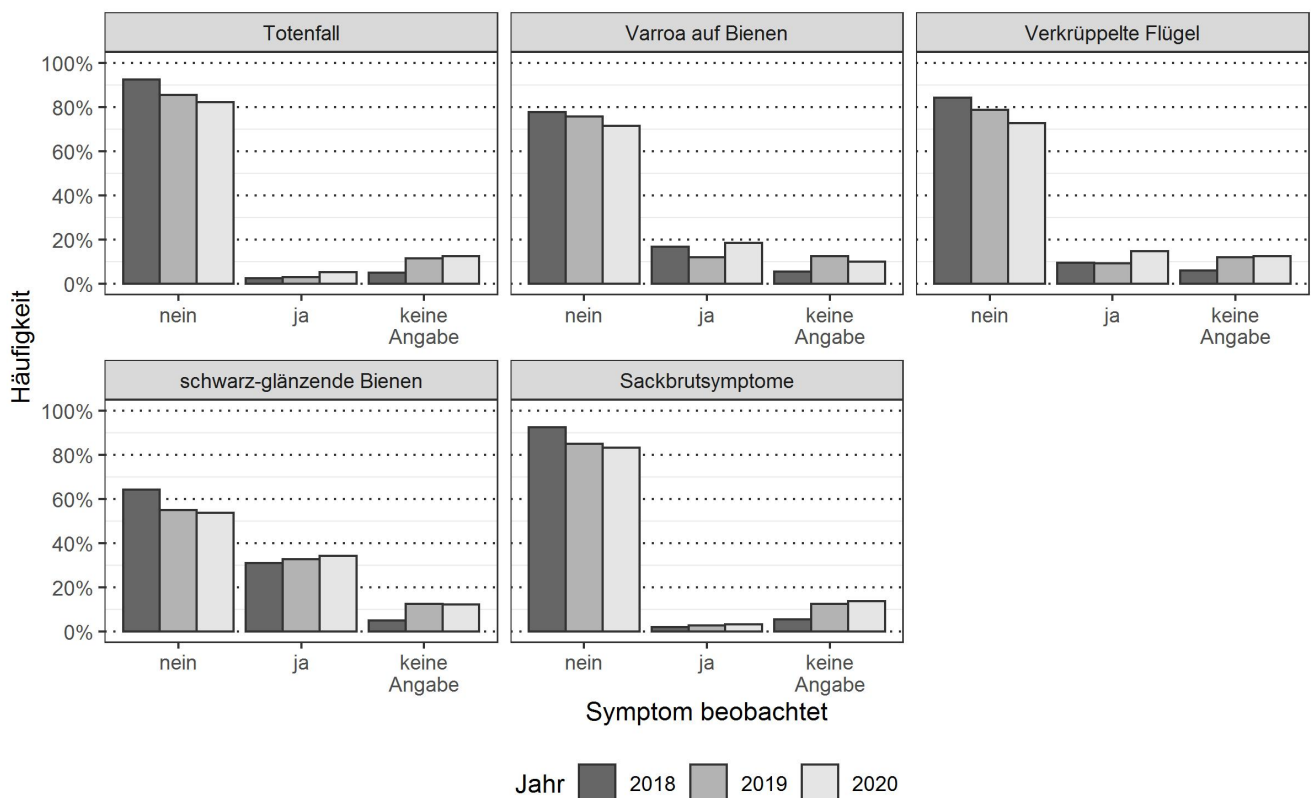 Totenfall
Varroa auf Bienen
Verkrüppelte Flügel
100%
80%
60%
40%
20%
0%
nein
ja
keine
Angabe
nein
ja
keine
Angabe
nein
ja
keine
Angabe
Häufigkeit
schwarz-glänzende Bienen
Sackbrutsymptome
100%
80%
60%
40%
20%
0%
nein
ja
keine
Angabe
nein
ja
keine
Angabe
Symptom beobachtet
Jahr 2018 2019 2020